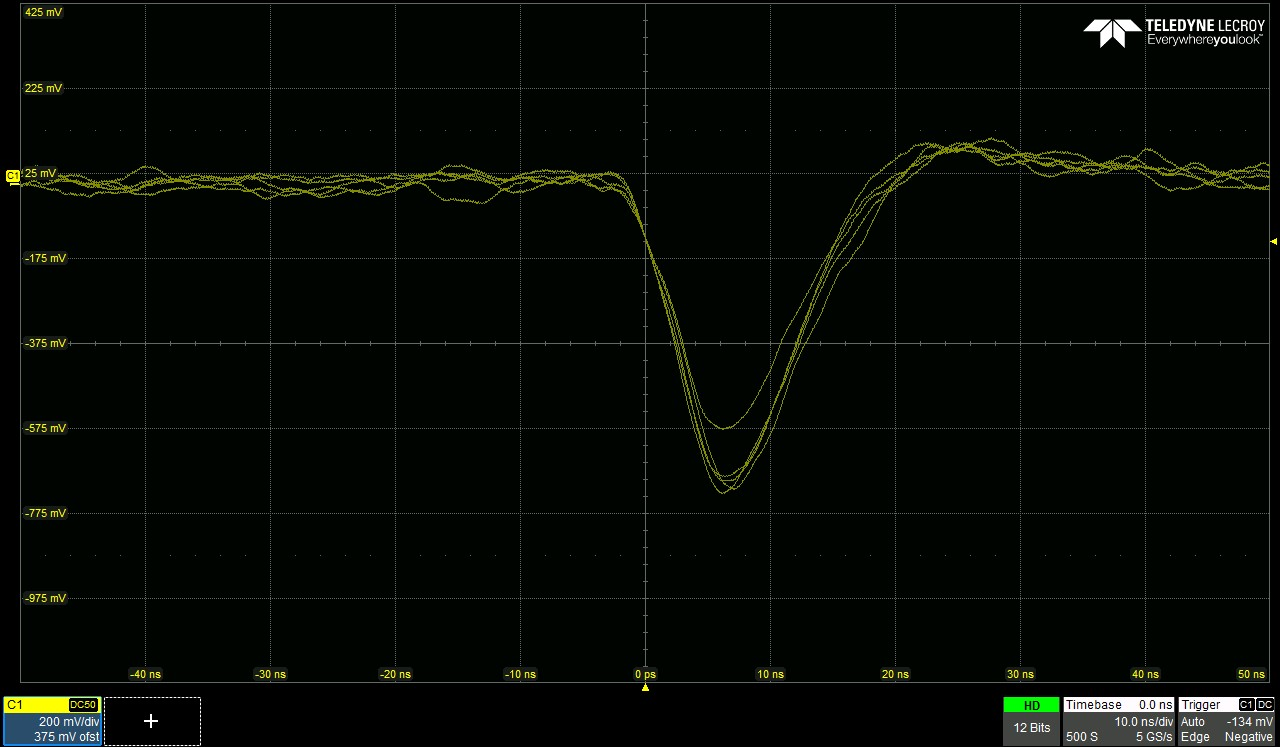 425 mV
TELEDYNE LECROY
Everywhereyoulook™
225 mV
C1
25 mV
-175 mV
-375 mV
-575 mV
-775 mV
-975 mV
-40 ns -30 ns -20 ns -10 ns 0 ps 10 ns 20 ns 30 ns 40 ns 50 ns
C1 DC50
200 mV/div
375 mV ofst
+
HD
12 Bits
Timebase 0.0 ns
10.0 ns/div
500 S 5 GS/s
Trigger C1 DC
Auto -134 mV
Edge Negative